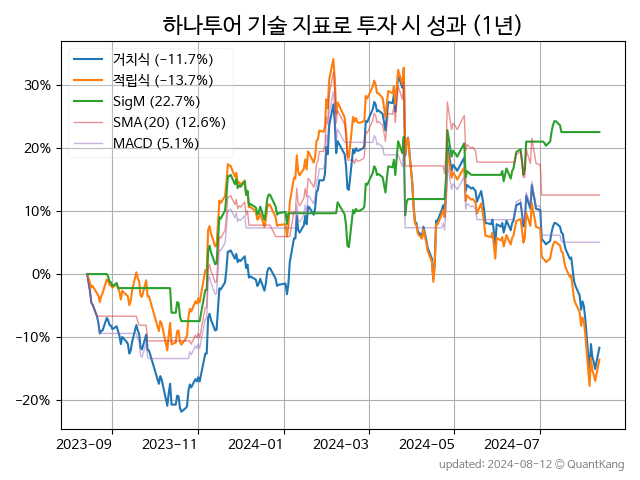 하나투어 기술 지표로 투자 시 성과 (1년)
거치식 (−11.7%)
적립식 (−13.7%)
SigM (22.7%)
SMA(20) (12.6%)
MACD (5.1%)
30%
20%
10%
0%
−10%
−20%
2023−09 2023−11 2024−01 2024−03 2024−05 2024−07
updated: 2024−08−12 © QuantKang